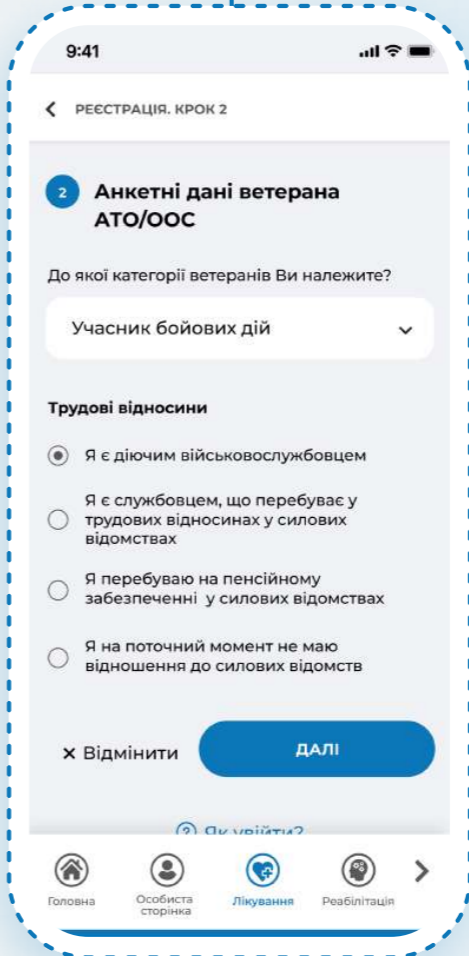 9:41
РЕЄСТРАЦІЯ. КРОК 2
2
Анкетні дані ветерана
АТО/ООС
До якої категорії ветеранів Ви належите?
Учасник бойових дій
Трудові відносини
Я є діючим військовослужбовцем
Я є службовцем, що перебуває у
трудових відносинах у силових
відомствах
Я перебуваю на пенсійному
забезпеченні у силових відомствах
Я на поточний момент не маю
відношення до силових відомств
× Відмінити
ДАЛІ
? Як увійти?
Головна
Особиста
сторінка
Лікування
Реабілітація